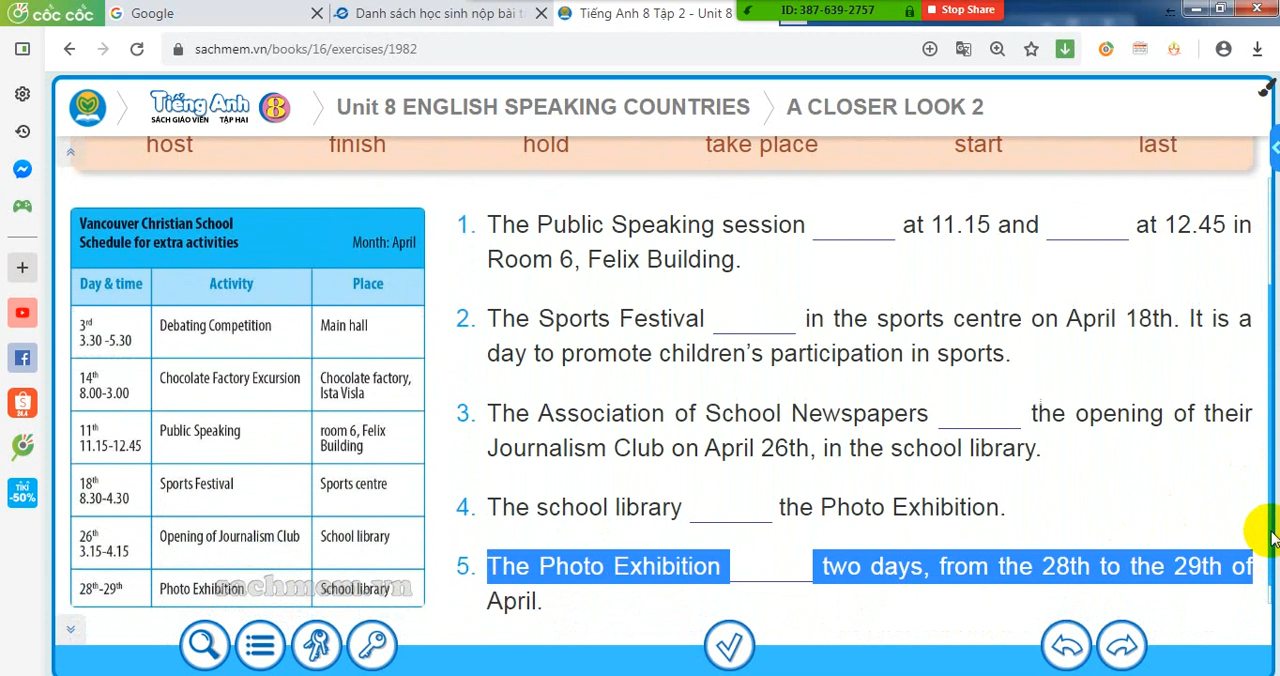 cốc cốc
Google
Danh sách học sinh nộp bài t
Tiếng Anh 8 Tập 2 - Unit 8
ID: 387-639-2757
Stop Share
sachmem.vn/books/16/exercises/1982
Tiếng Anh 8
SÁCH GIÁO VIÊN TẬP HAI
Unit 8 ENGLISH SPEAKING COUNTRIES
A CLOSER LOOK 2
host finish hold take place start last
Vancouver Christian School
Schedule for extra activities Month: April
Day & time Activity Place
3rd
3.30 -5.30
Debating Competition
Main hall
14th
8.00-3.00
Chocolate Factory Excursion
Chocolate factory,
Ista Visla
11th
11.15-12.45
Public Speaking
room 6, Felix
Building
18th
8.30-4.30
Sports Festival
Sports centre
26th
3.15-4.15
Opening of Journalism Club
School library
28th-29th
Photo Exhibition
School library
sachmem.vn
1. The Public Speaking session ______ at 11.15 and ______ at 12.45 in
Room 6, Felix Building.
2. The Sports Festival ______ in the sports centre on April 18th. It is a
day to promote children's participation in sports.
3. The Association of School Newspapers ______ the opening of their
Journalism Club on April 26th, in the school library.
4. The school library ______ the Photo Exhibition.
5. The Photo Exhibition ______ two days, from the 28th to the 29th of
April.
TIKI
-50%